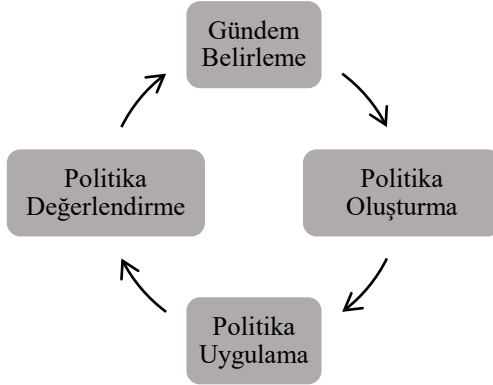 Gündem
Belirleme
Politika
Oluşturma
Politika
Uygulama
Politika
Değerlendirme